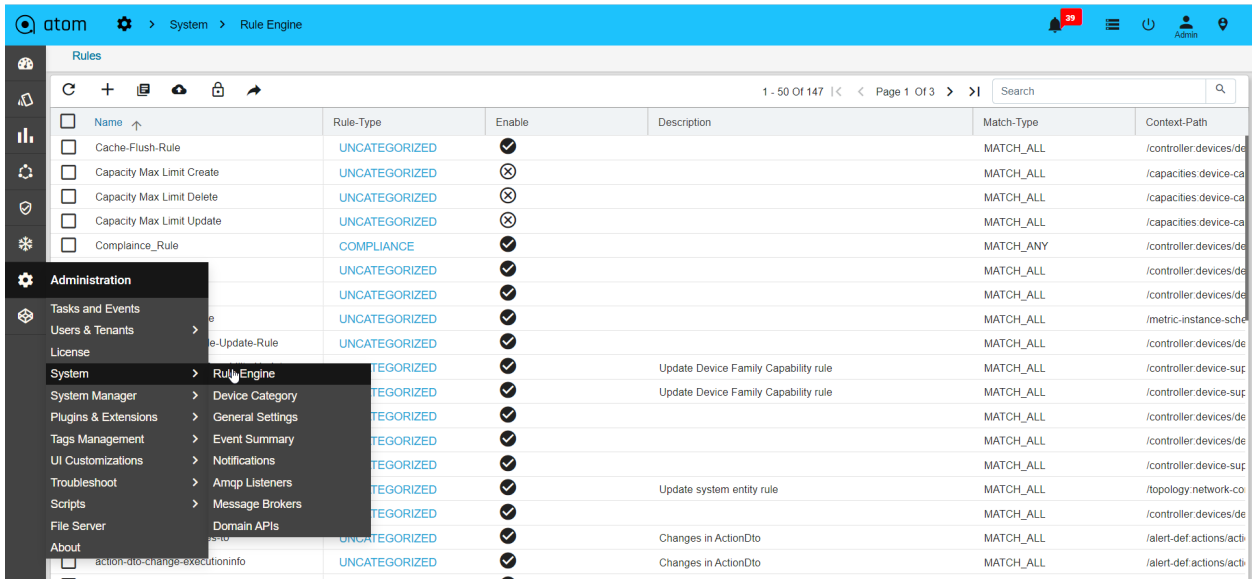 atom > System > Rule Engine 39 Admin
Rules
1 - 50 Of 147 |< < Page 1 Of 3 > >| Search
Name Rule-Type Enable Description Match-Type Context-Path
Cache-Flush-Rule UNCATEGORIZED MATCH_ALL /controller:devices/de
Capacity Max Limit Create UNCATEGORIZED MATCH_ALL /capacities:device-ca
Capacity Max Limit Delete UNCATEGORIZED MATCH_ALL /capacities:device-ca
Capacity Max Limit Update UNCATEGORIZED MATCH_ALL /capacities:device-ca
Complaince_Rule COMPLIANCE MATCH_ANY /controller:devices/de
Administration UNCATEGORIZED MATCH_ALL /controller:devices/de
UNCATEGORIZED MATCH_ALL /controller:devices/de
Tasks and Events e UNCATEGORIZED MATCH_ALL /metric-instance-sche
Users & Tenants > le-Update-Rule UNCATEGORIZED MATCH_ALL /controller:devices/de
License
System > Rule Engine TEGORIZED Update Device Family Capability rule MATCH_ALL /controller:device-sup
System Manager > Device Category TEGORIZED Update Device Family Capability rule MATCH_ALL /controller:device-sup
Plugins & Extensions > General Settings TEGORIZED MATCH_ALL /controller:devices/de
Tags Management > Event Summary TEGORIZED MATCH_ALL /controller:devices/de
UI Customizations > Notifications TEGORIZED MATCH_ALL /controller:device-sup
Troubleshoot > Amqp Listeners TEGORIZED Update system entity rule MATCH_ALL /topology:network-co
Scripts > Message Brokers TEGORIZED MATCH_ALL /controller:devices/de
File Server Domain APIs
es-to UNCATEGORIZED Changes in ActionDto MATCH_ALL /alert-def:actions/acti
About
action-dto-change-executioninfo UNCATEGORIZED Changes in ActionDto MATCH_ALL /alert-def:actions/acti